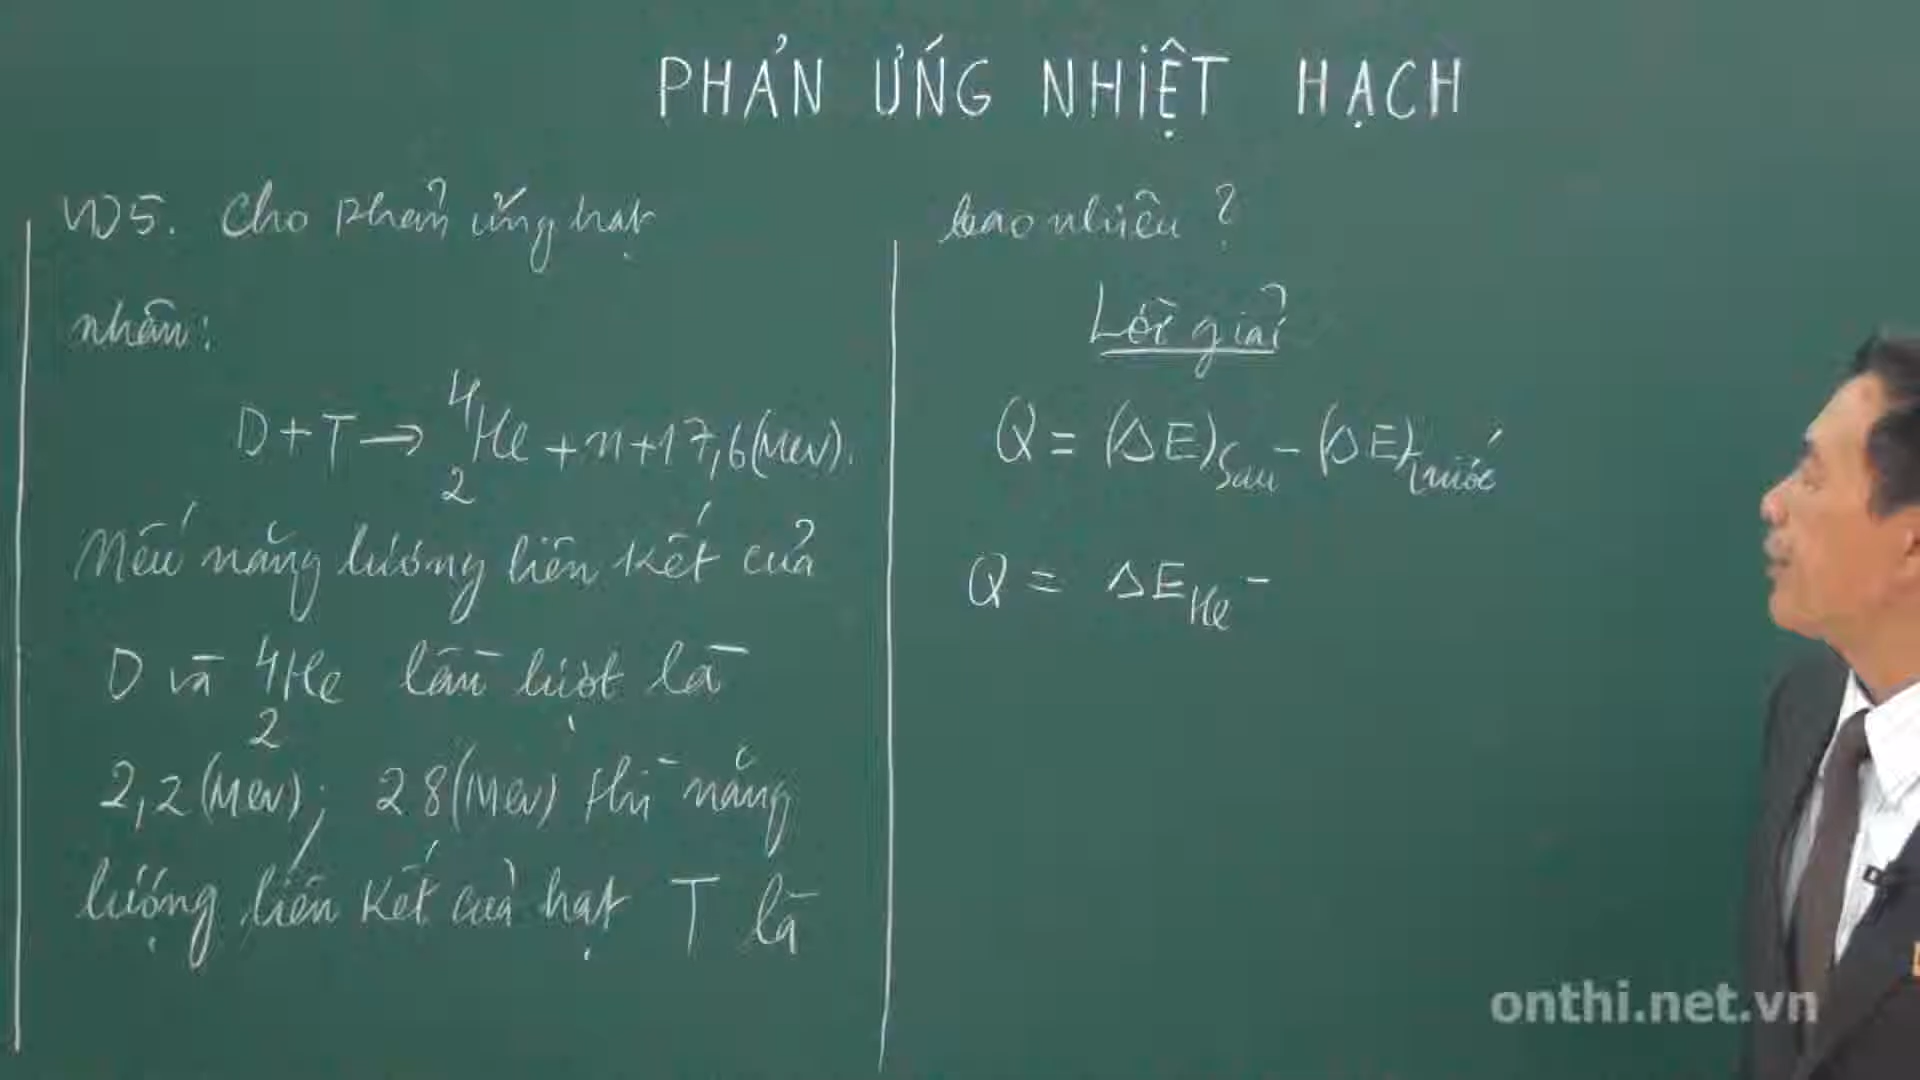 PHẢN ỨNG NHIỆT HẠCH
VD5. Cho phản ứng hạt
nhân:
D + T → ⁴₂He + n + 17,6 (MeV).
Nếu năng lượng liên kết của
D và ⁴₂He lần lượt là
2,2 (MeV); 28 (MeV) thì năng
lượng liên kết của hạt T là
bao nhiêu ?
Lời giải
Q = (ΔE)sau - (ΔE)trước
Q = ΔE_He -
onthi.net.vn